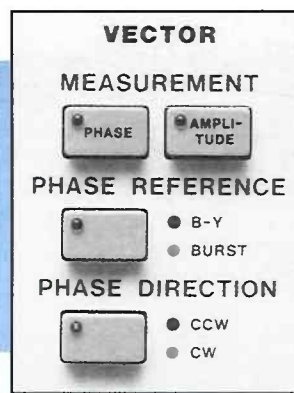 VECTOR
MEASUREMENT
PHASE
AMPLI-
TUDE
PHASE REFERENCE
B-Y
BURST
PHASE DIRECTION
CCW
CW